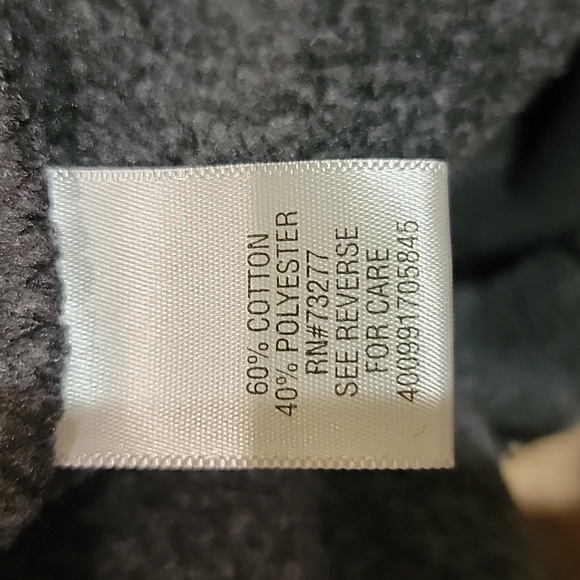 60% COTTON
40% POLYESTER
RN#73277
SEE REVERSE
FOR CARE
400991705845